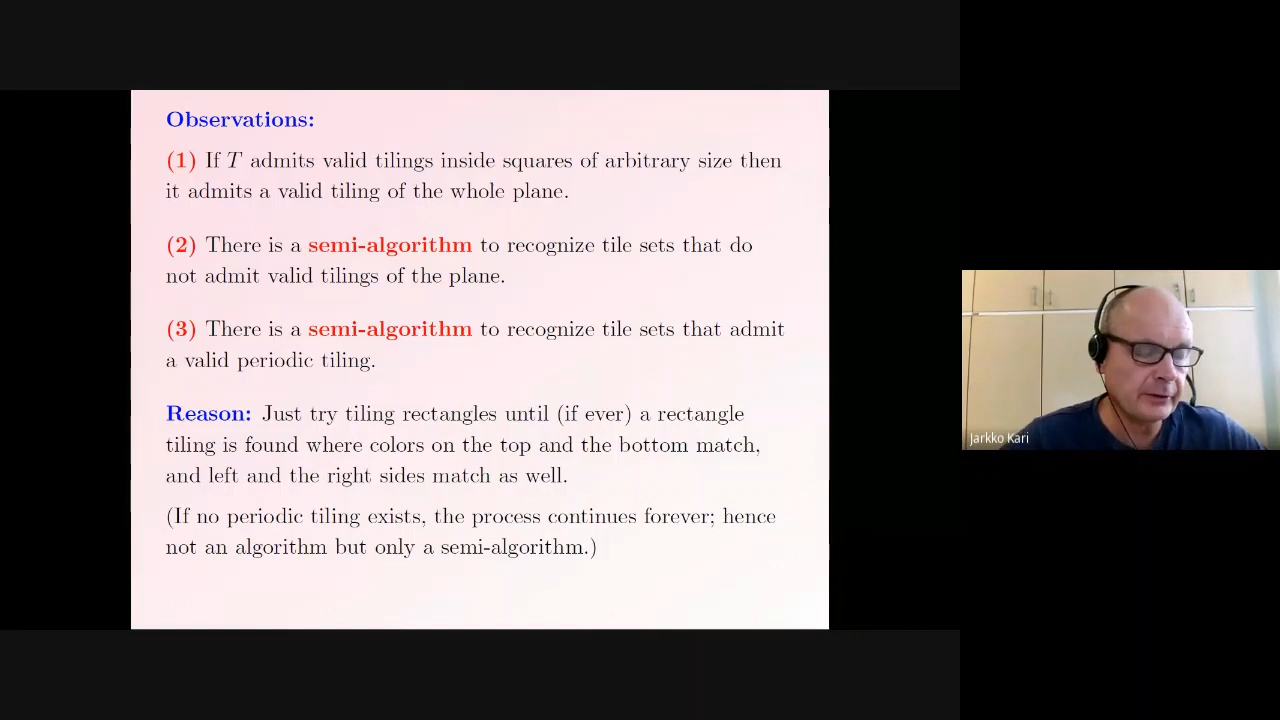 Observations:
(1) If T admits valid tilings inside squares of arbitrary size then
it admits a valid tiling of the whole plane.
(2) There is a semi-algorithm to recognize tile sets that do
not admit valid tilings of the plane.
(3) There is a semi-algorithm to recognize tile sets that admit
a valid periodic tiling.
Reason: Just try tiling rectangles until (if ever) a rectangle
tiling is found where colors on the top and the bottom match,
and left and the right sides match as well.
(If no periodic tiling exists, the process continues forever; hence
not an algorithm but only a semi-algorithm.)
Jarkko Kari